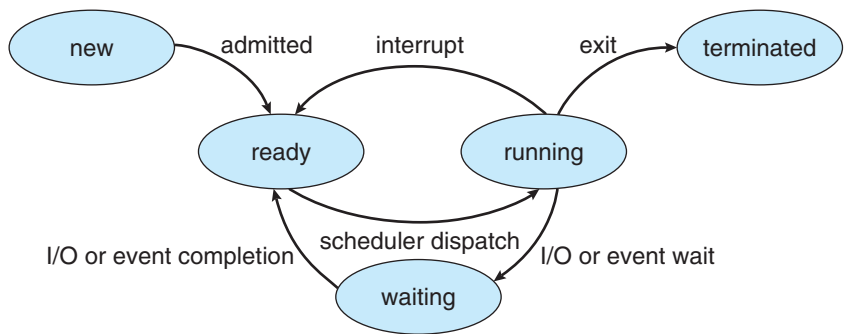 new
admitted
interrupt
exit
terminated
ready
running
I/O or event completion
scheduler dispatch
I/O or event wait
waiting